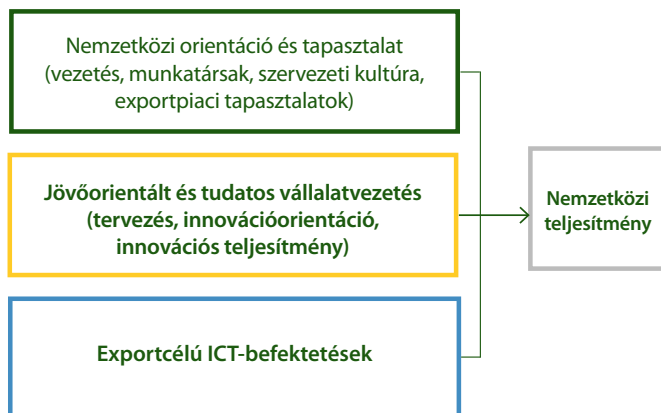 Nemzetközi orientáció és tapasztalat
(vezetés, munkatársak, szervezeti kultúra,
exportpiaci tapasztalatok)
Jövőorientált és tudatos vállalatvezetés
(tervezés, innovációorientáció,
innovációs teljesítmény)
Nemzetközi
teljesítmény
Exportcélú ICT-befektetések